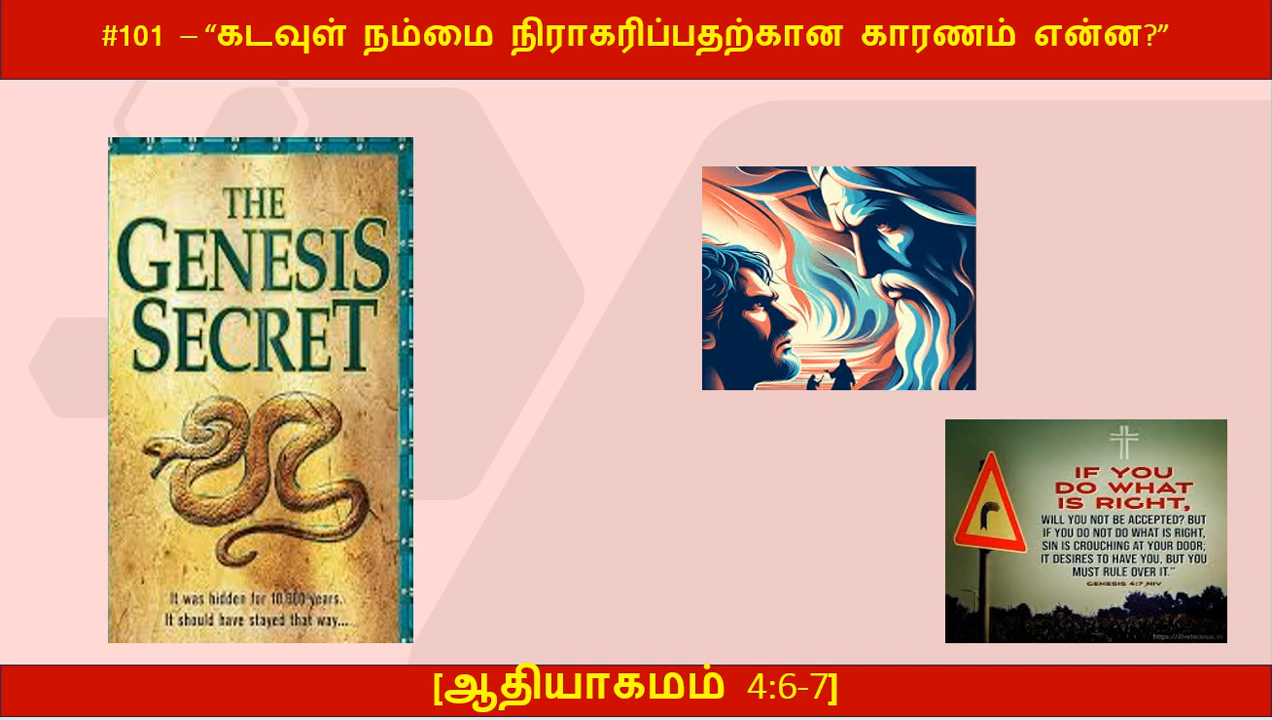 #101 – “கடவுள் நம்மை நிராகரிப்பதற்கான காரணம் என்ன?”
THE
GENESIS
SECRET
It was hidden for 10,000 years.
It should have stayed that way...
IF YOU
DO WHAT
IS RIGHT,
WILL YOU NOT BE ACCEPTED? BUT
IF YOU DO NOT DO WHAT IS RIGHT,
SIN IS CROUCHING AT YOUR DOOR;
IT DESIRES TO HAVE YOU, BUT YOU
MUST RULE OVER IT.”
GENESIS 4:7 NIV
[ஆதியாகமம் 4:6-7]